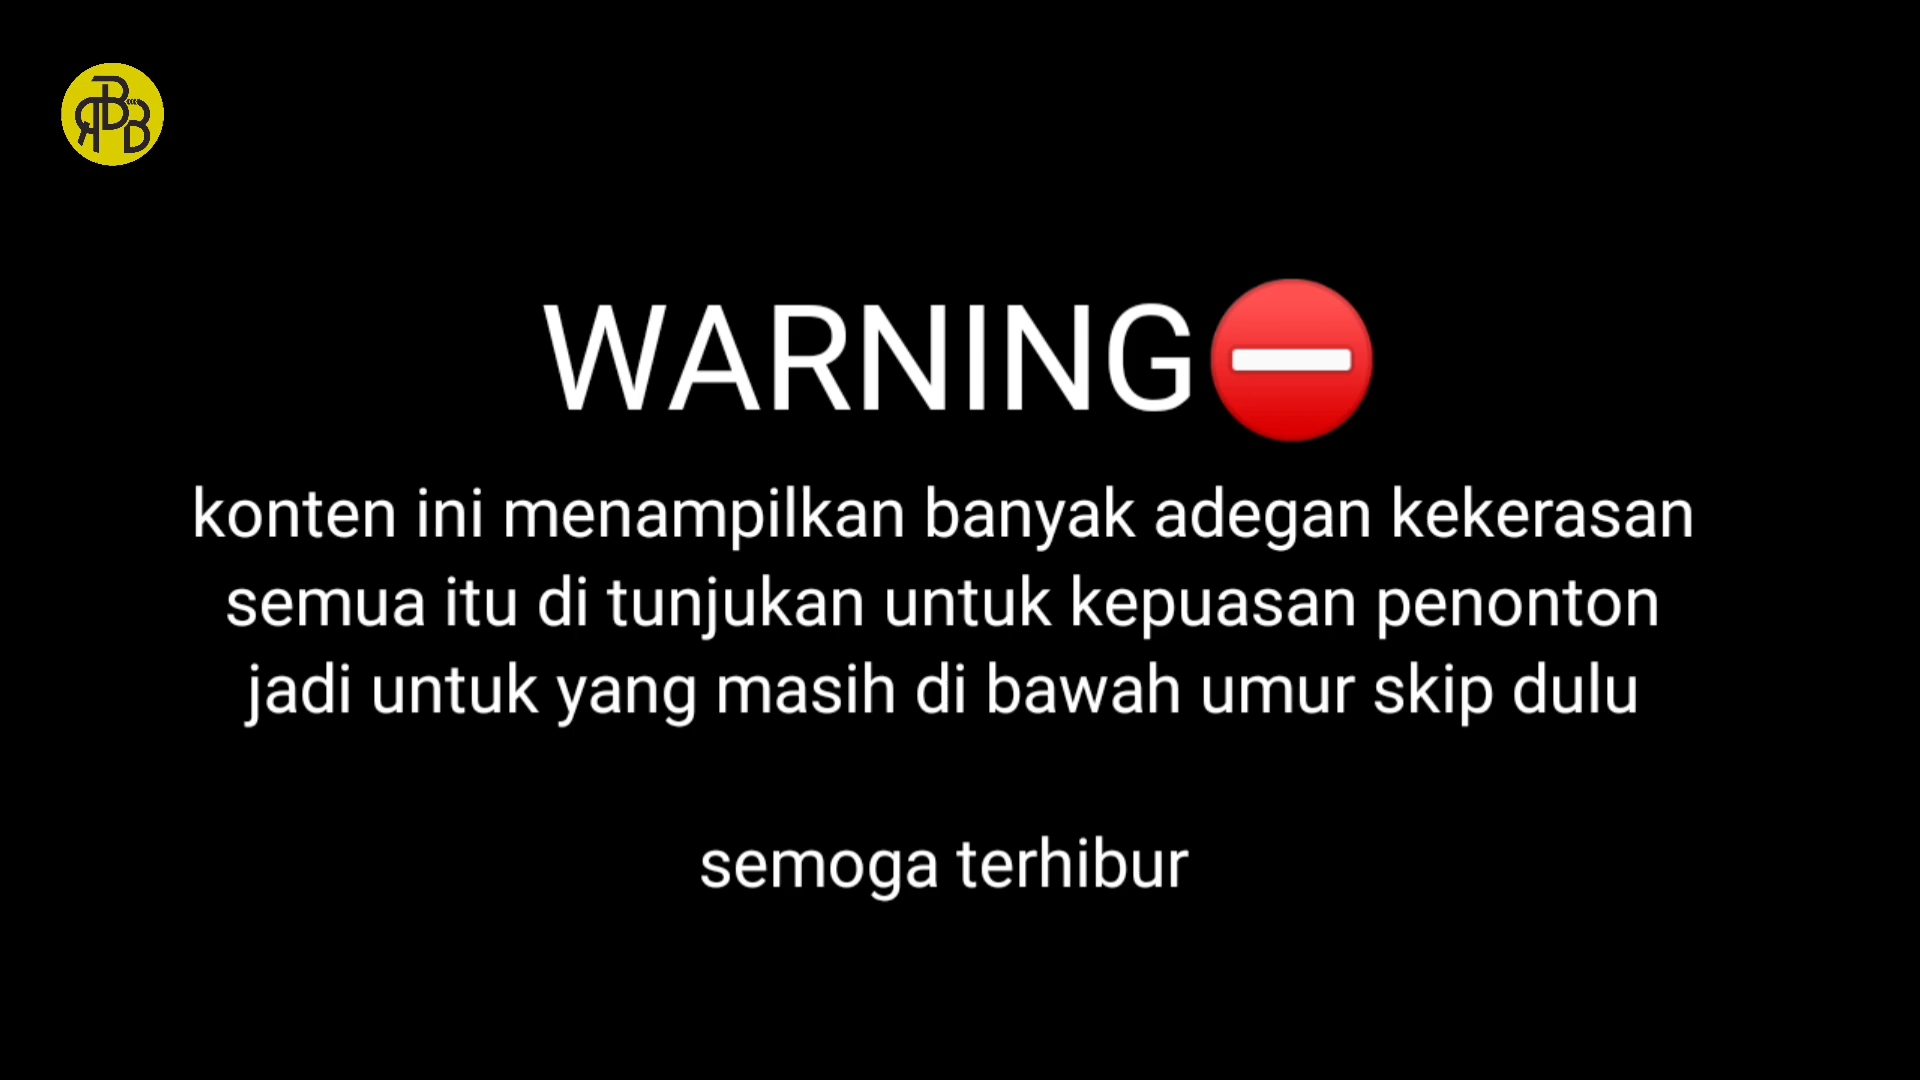 WARNING⛔
konten ini menampilkan banyak adegan kekerasan
semua itu di tunjukan untuk kepuasan penonton
jadi untuk yang masih di bawah umur skip dulu
semoga terhibur